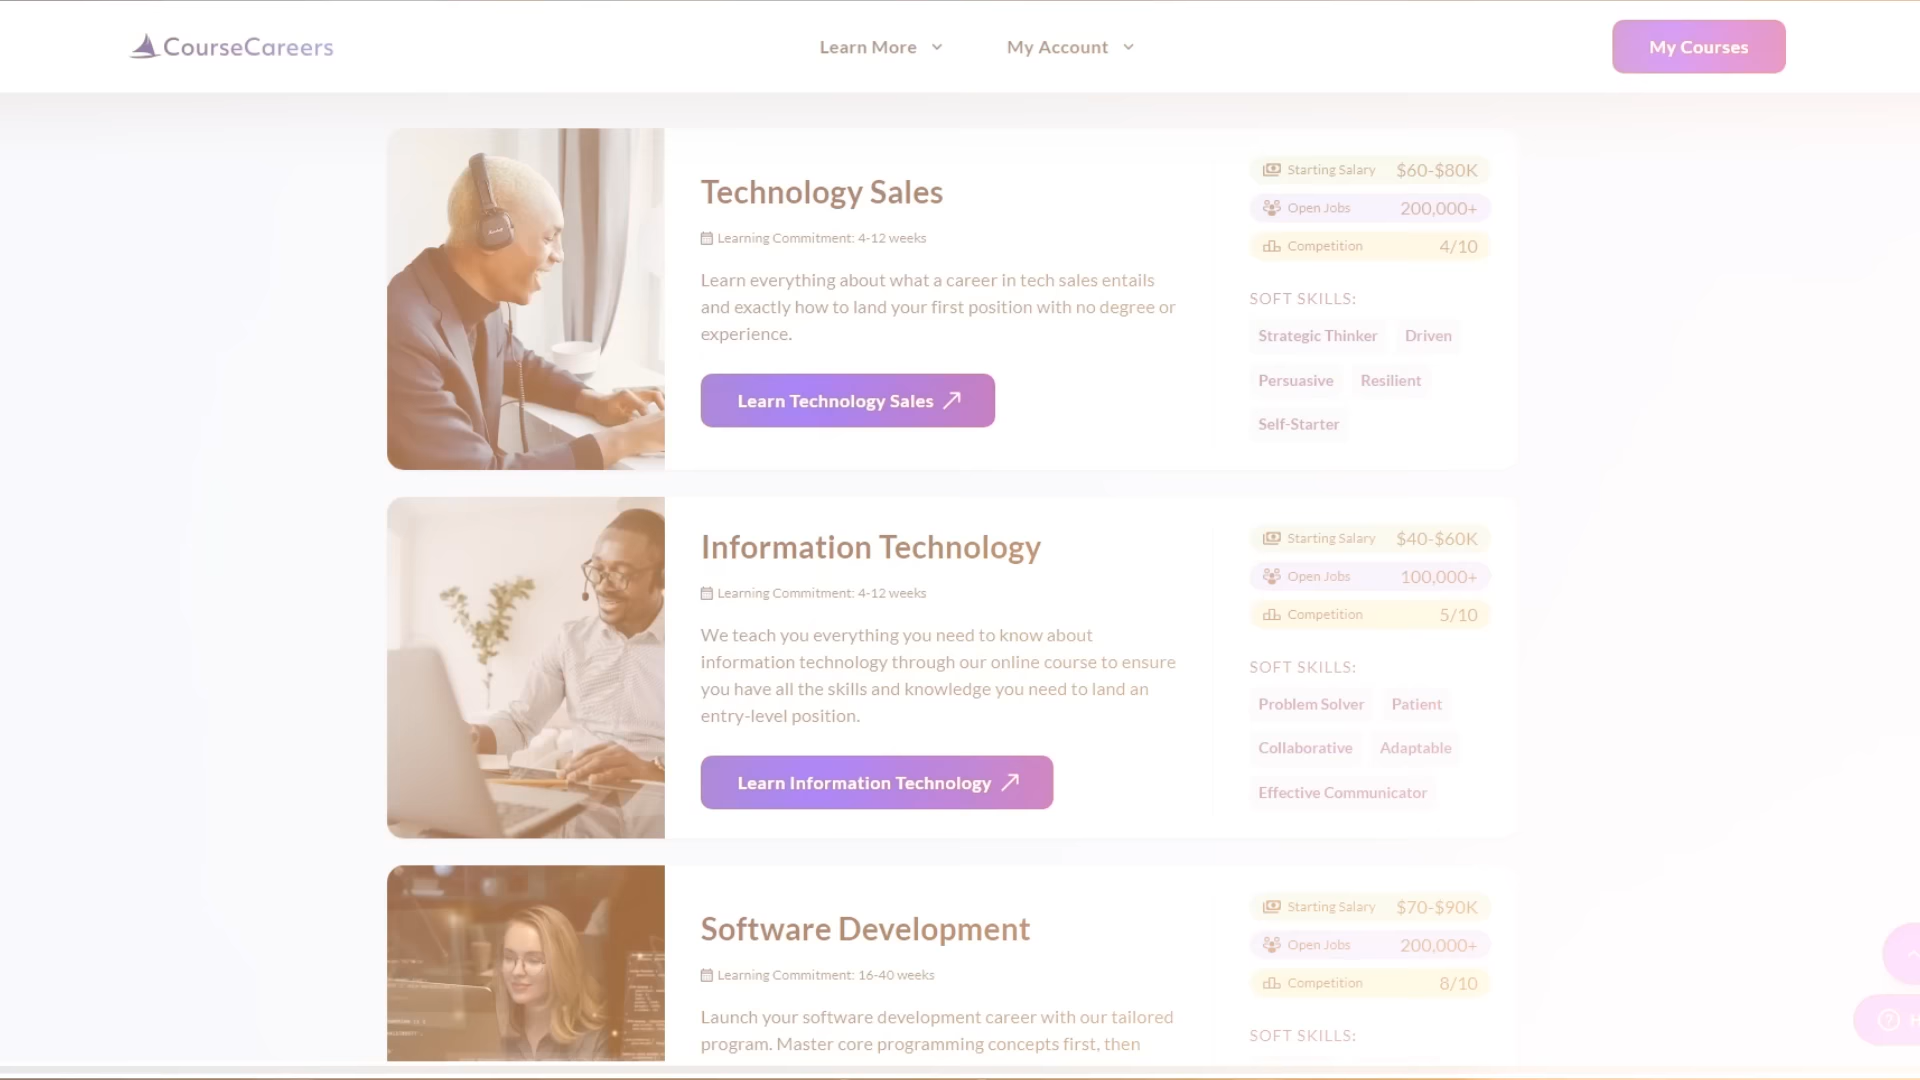 CourseCareers
Learn More
My Account
My Courses
Technology Sales
Learning Commitment: 4-12 weeks
Learn everything about what a career in tech sales entails
and exactly how to land your first position with no degree or
experience.
Learn Technology Sales
Starting Salary $60-$80K
Open Jobs 200,000+
Competition 4/10
SOFT SKILLS:
Strategic Thinker Driven
Persuasive Resilient
Self-Starter
Information Technology
Learning Commitment: 4-12 weeks
We teach you everything you need to know about
information technology through our online course to ensure
you have all the skills and knowledge you need to land an
entry-level position.
Learn Information Technology
Starting Salary $40-$60K
Open Jobs 100,000+
Competition 5/10
SOFT SKILLS:
Problem Solver Patient
Collaborative Adaptable
Effective Communicator
Software Development
Learning Commitment: 16-40 weeks
Launch your software development career with our tailored
program. Master core programming concepts first, then
Starting Salary $70-$90K
Open Jobs 200,000+
Competition 8/10
SOFT SKILLS: